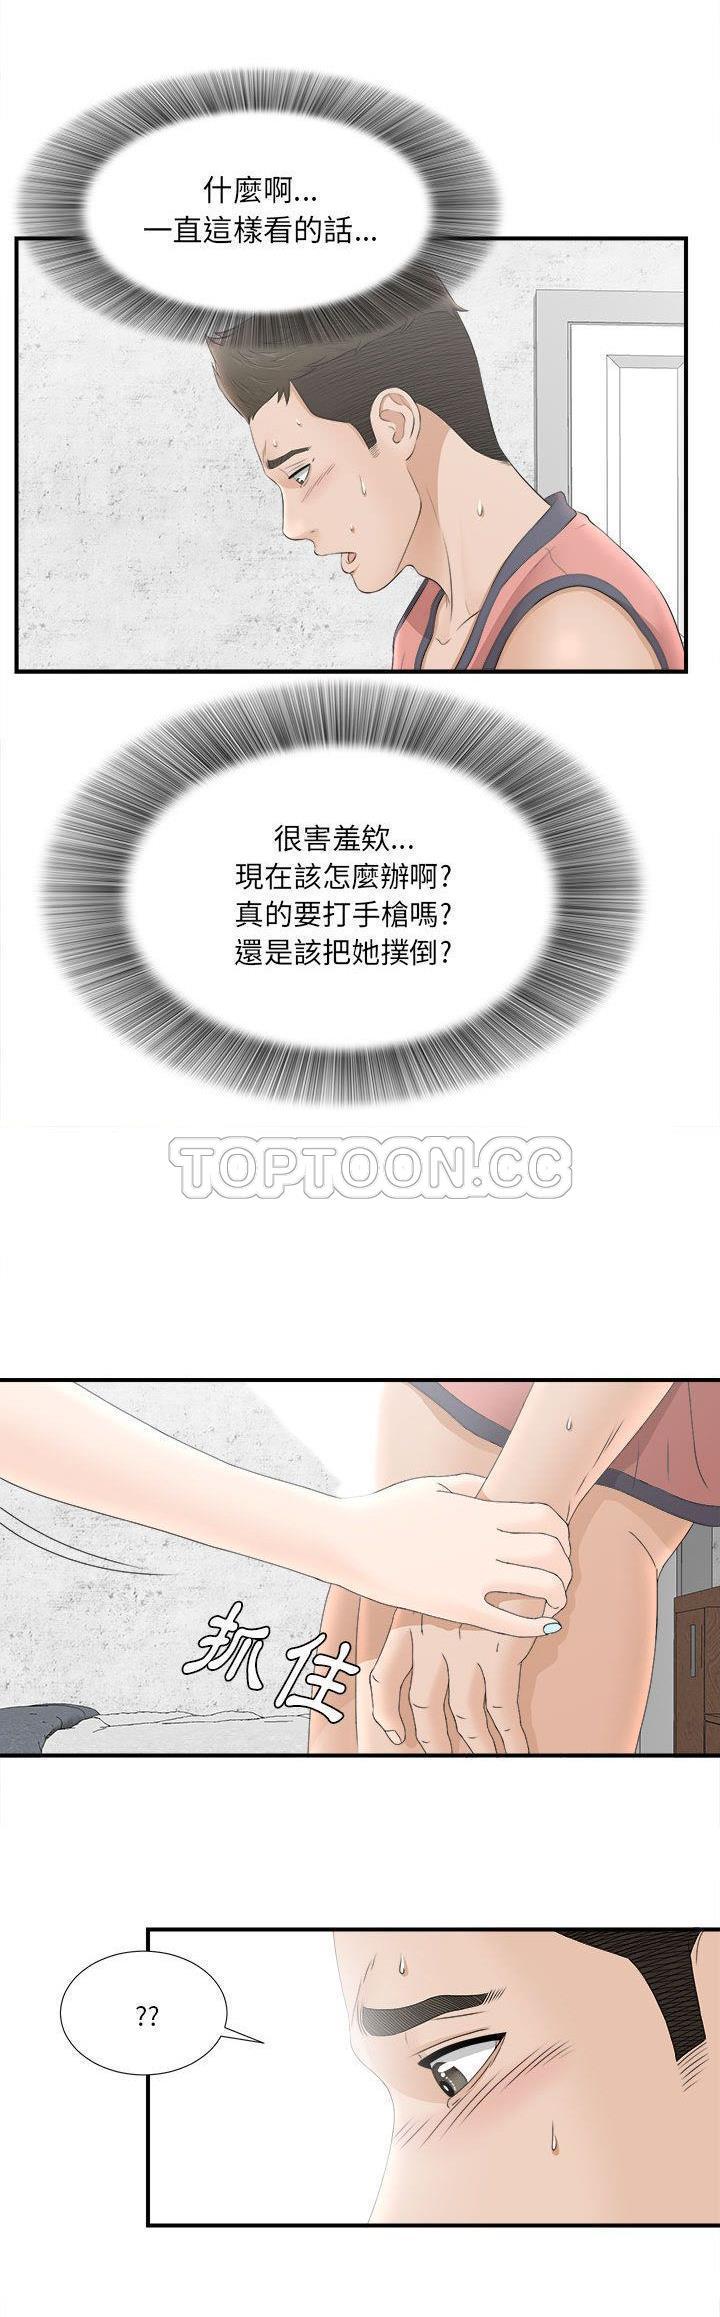 什麼啊...
一直這樣看的話...
很害羞欸...
現在該怎麼辦啊?
真的要打手槍嗎?
還是該把她撲倒?
TOPTOON.CC
抓住
??